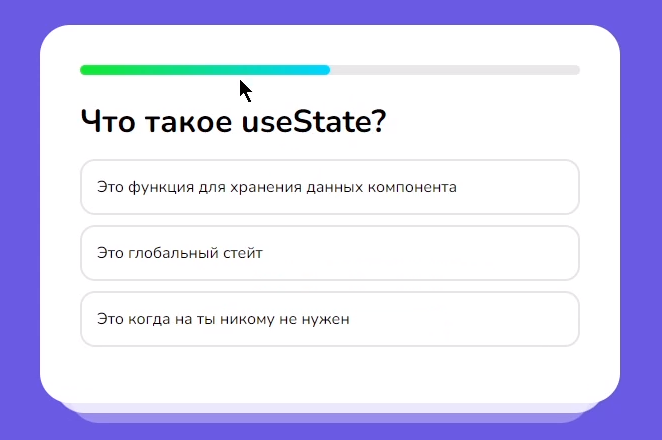 Что такое useState?
Это функция для хранения данных компонента
Это глобальный стейт
Это когда на ты никому не нужен